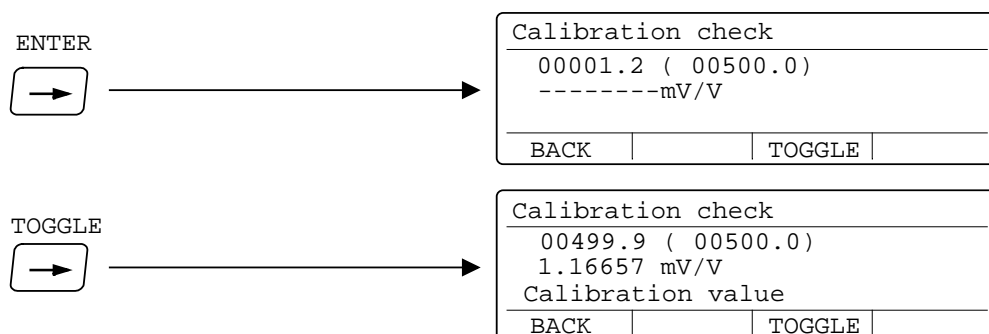 ENTER
Calibration check
00001.2 ( 00500.0)
--------mV/V
BACK TOGGLE
TOGGLE
Calibration check
00499.9 ( 00500.0)
1.16657 mV/V
Calibration value
BACK TOGGLE